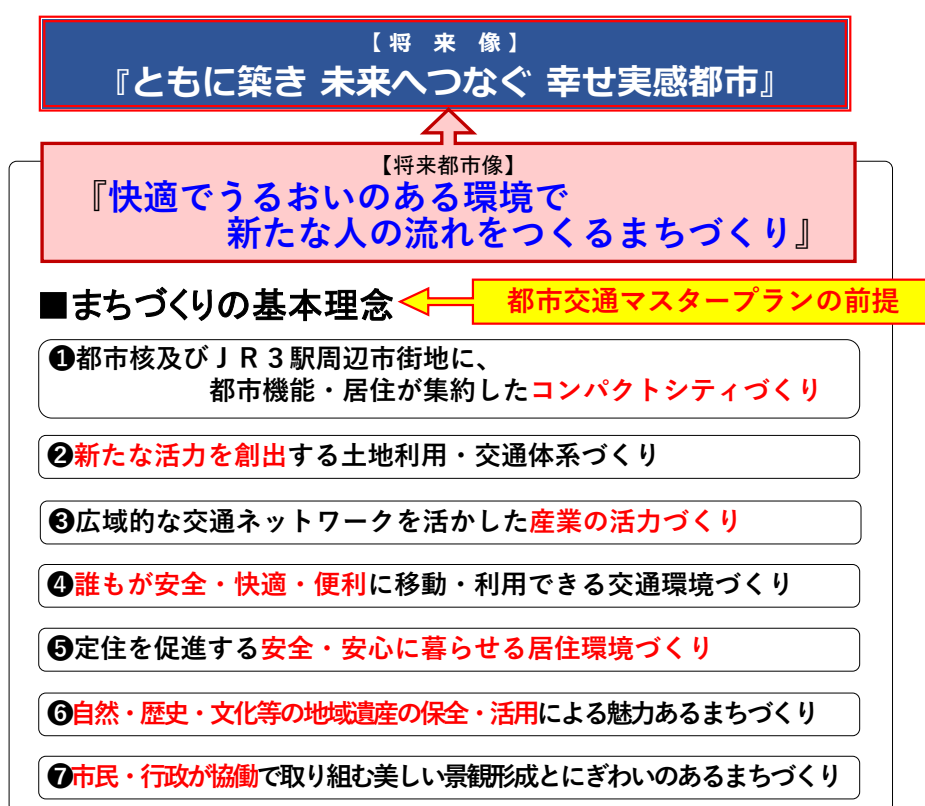 【将来像】
『ともに築き 未来へつなぐ 幸せ実感都市』
【将来都市像】
『快適でうるおいのある環境で
新たな人の流れをつくるまちづくり』
■まちづくりの基本理念
都市交通マスタープランの前提
❶都市核及びＪＲ３駅周辺市街地に、
都市機能・居住が集約したコンパクトシティづくり
❷新たな活力を創出する土地利用・交通体系づくり
❸広域的な交通ネットワークを活かした産業の活力づくり
❹誰もが安全・快適・便利に移動・利用できる交通環境づくり
❺定住を促進する安全・安心に暮らせる居住環境づくり
❻自然・歴史・文化等の地域遺産の保全・活用による魅力あるまちづくり
❼市民・行政が協働で取り組む美しい景観形成とにぎわいのあるまちづくり